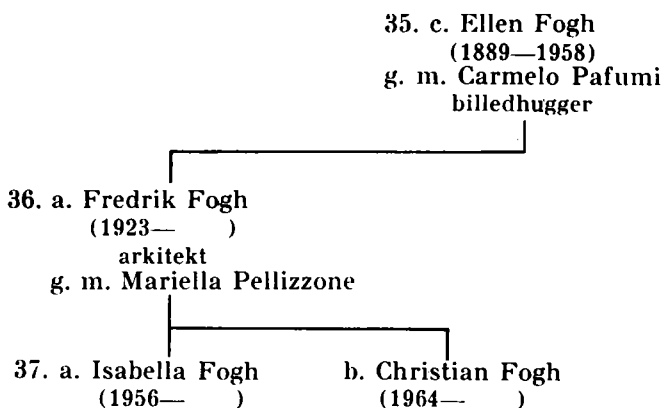 35. c. Ellen Fogh
(1889—1958)
g. m. Carmelo Pafumi
billedhugger
36. a. Fredrik Fogh
(1923— )
arkitekt
g. m. Mariella Pellizzone
37. a. Isabella Fogh
(1956— )
b. Christian Fogh
(1964— )